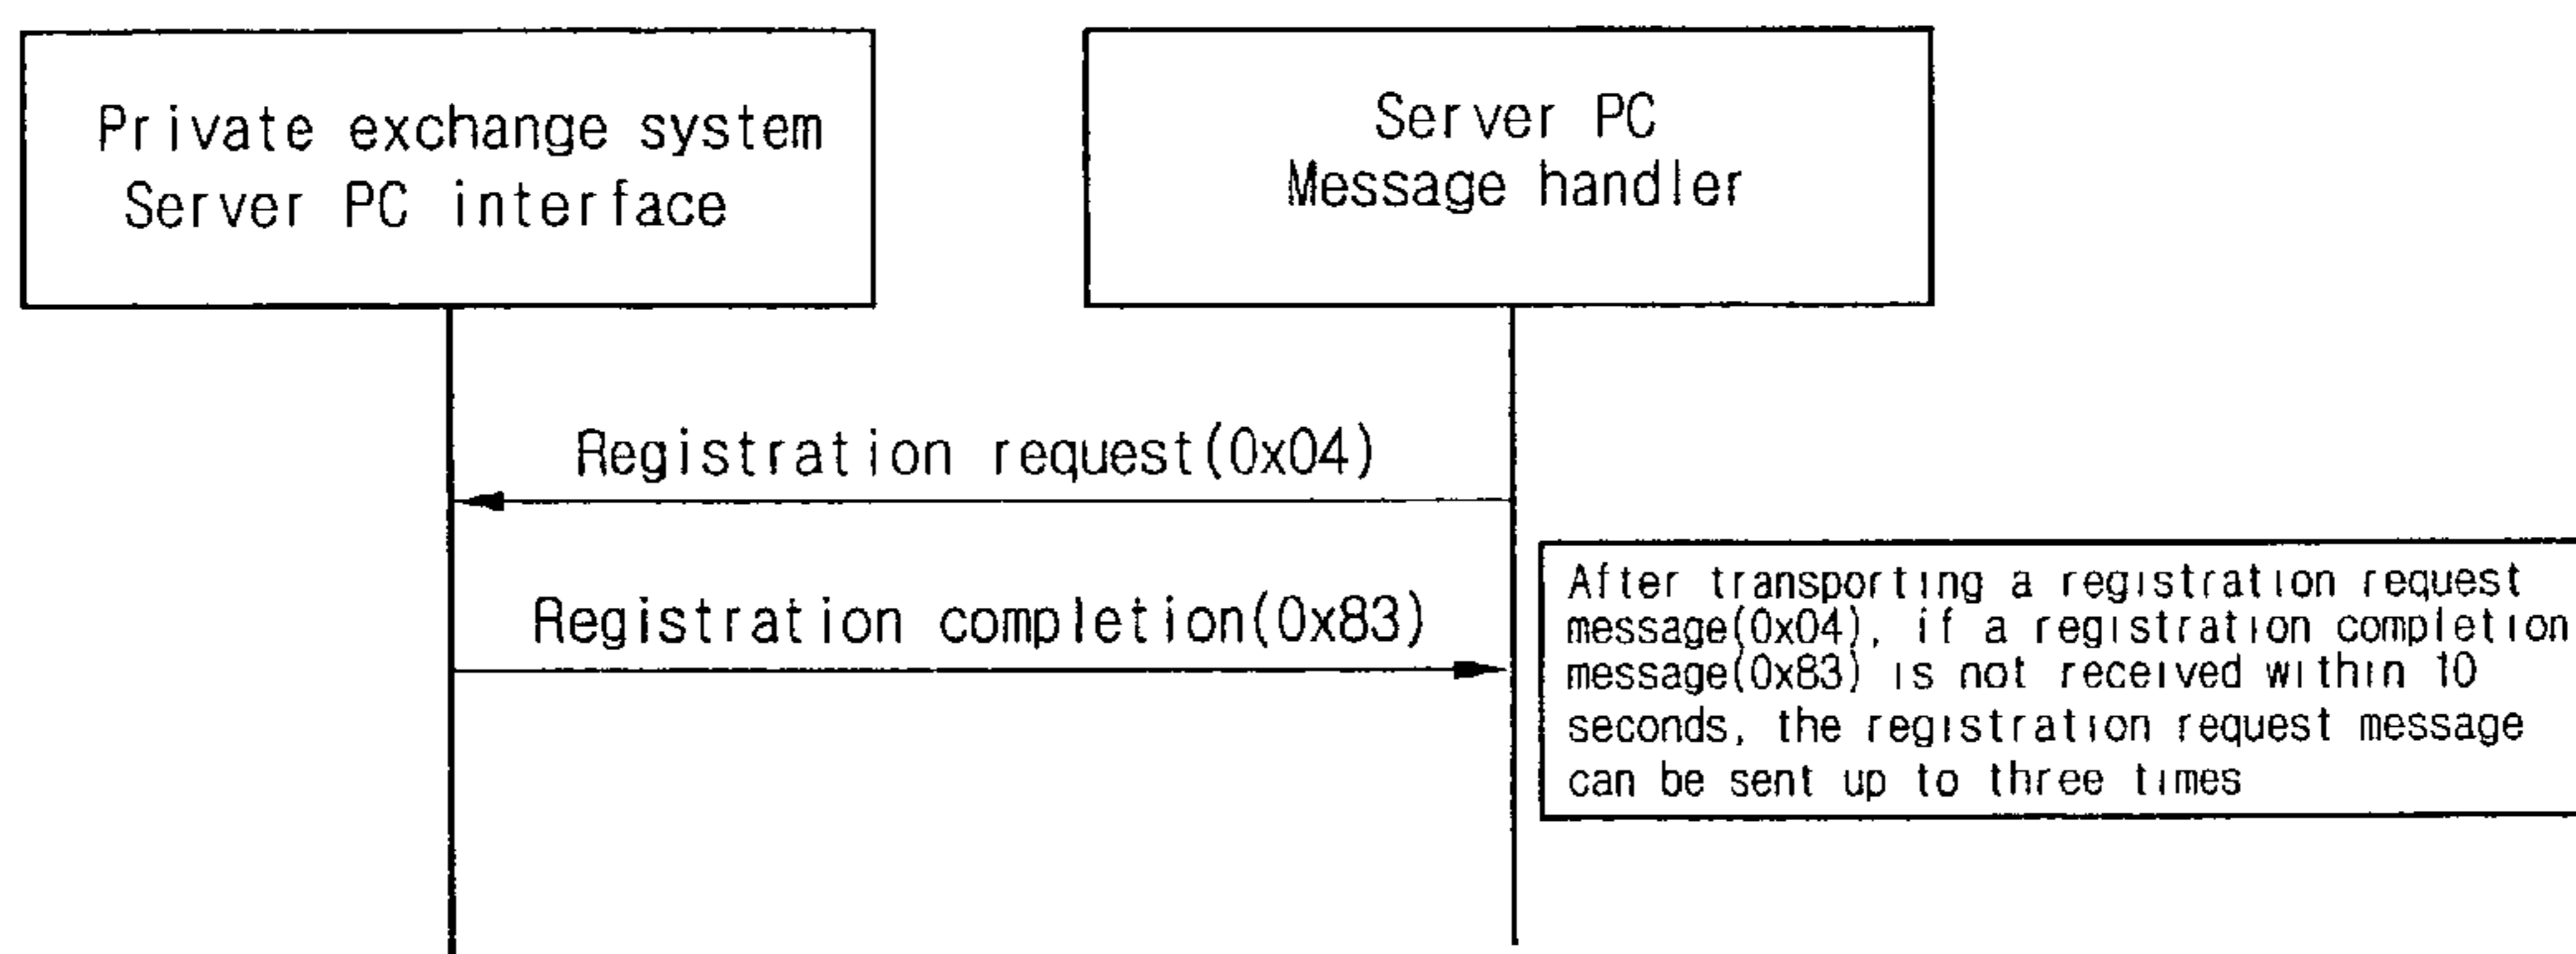 Private exchange system
Server PC interface
Server PC
Message handler
Registration request(0x04)
Registration completion(0x83)
After transporting a registration request
message(0x04), if a registration completion
message(0x83) is not received within 10
seconds, the registration request message
can be sent up to three times